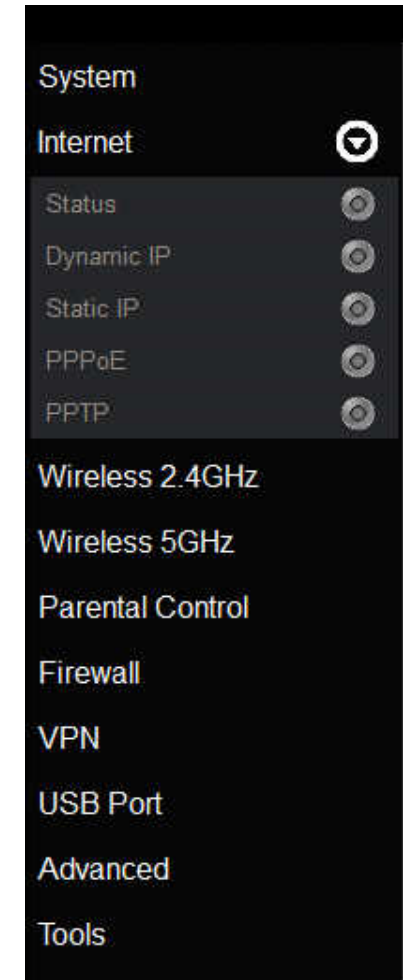 System
Internet
Status
Dynamic IP
Static IP
PPPoE
PPTP
Wireless 2.4GHz
Wireless 5GHz
Parental Control
Firewall
VPN
USB Port
Advanced
Tools